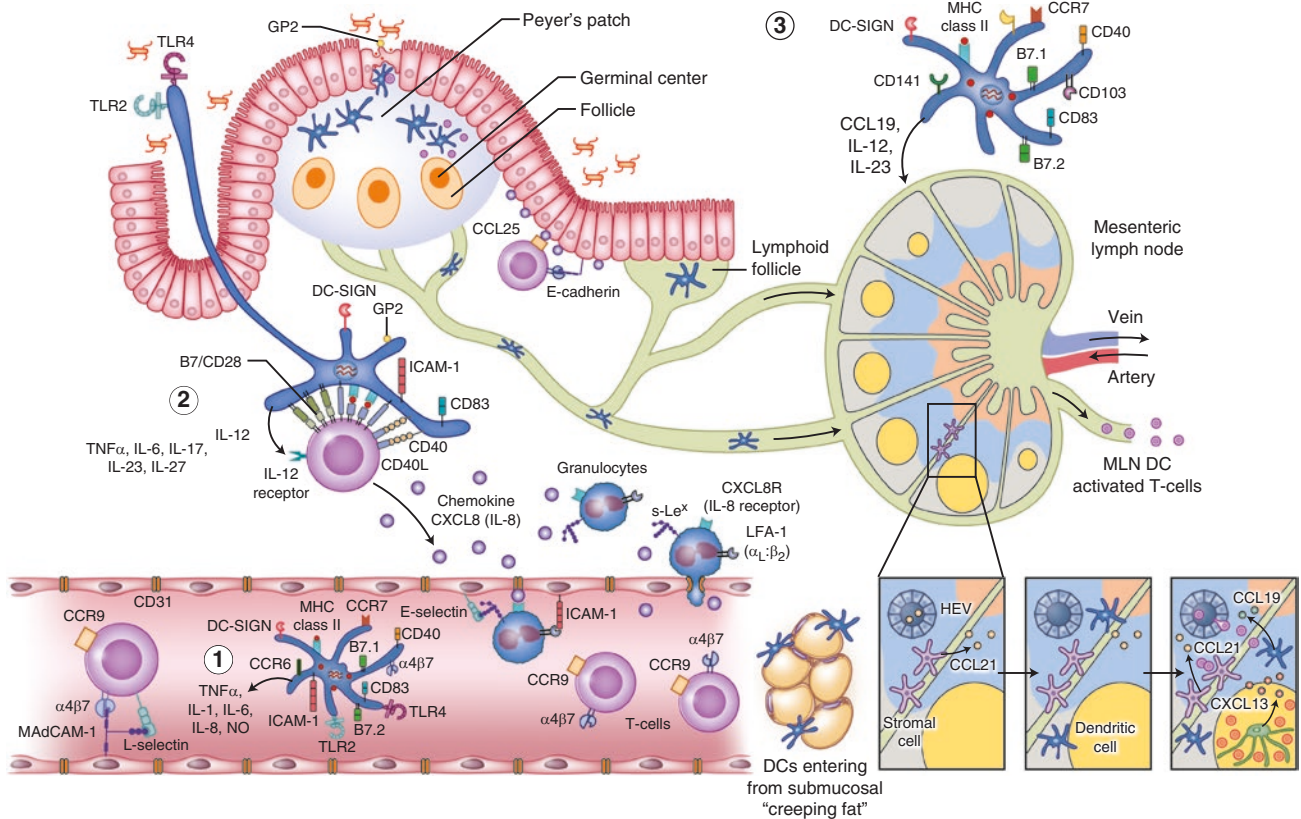 TLR4
TLR2
GP2
Peyer's patch
Germinal center
Follicle
CCL25
E-cadherin
Lymphoid
follicle
3
DC-SIGN
MHC
class II
CCR7
CD40
B7.1
CD141
CD103
CD83
B7.2
CCL19,
IL-12,
IL-23
Mesenteric
lymph node
Vein
Artery
MLN DC
activated T-cells
2
DC-SIGN
GP2
B7/CD28
ICAM-1
CD83
IL-12
CD40
CD40L
TNFα, IL-6, IL-17,
IL-23, IL-27
IL-12
receptor
Chemokine
CXCL8 (IL-8)
Granulocytes
s-Leˣ
CXCL8R
(IL-8 receptor)
LFA-1
(αL:β2)
CD31
CCR9
α4β7
MAdCAM-1
L-selectin
1
DC-SIGN
MHC
class II
CCR7
CD40
B7.1
α4β7
CCR6
CD83
TLR4
TNFα,
IL-1, IL-6,
IL-8, NO
ICAM-1
TLR2
B7.2
E-selectin
ICAM-1
CCR9
α4β7
T-cells
α4β7
CCR9
DCs entering
from submucosal
"creeping fat"
HEV
CCL21
Stromal
cell
Dendritic
cell
CCL19
CCL21
CXCL13